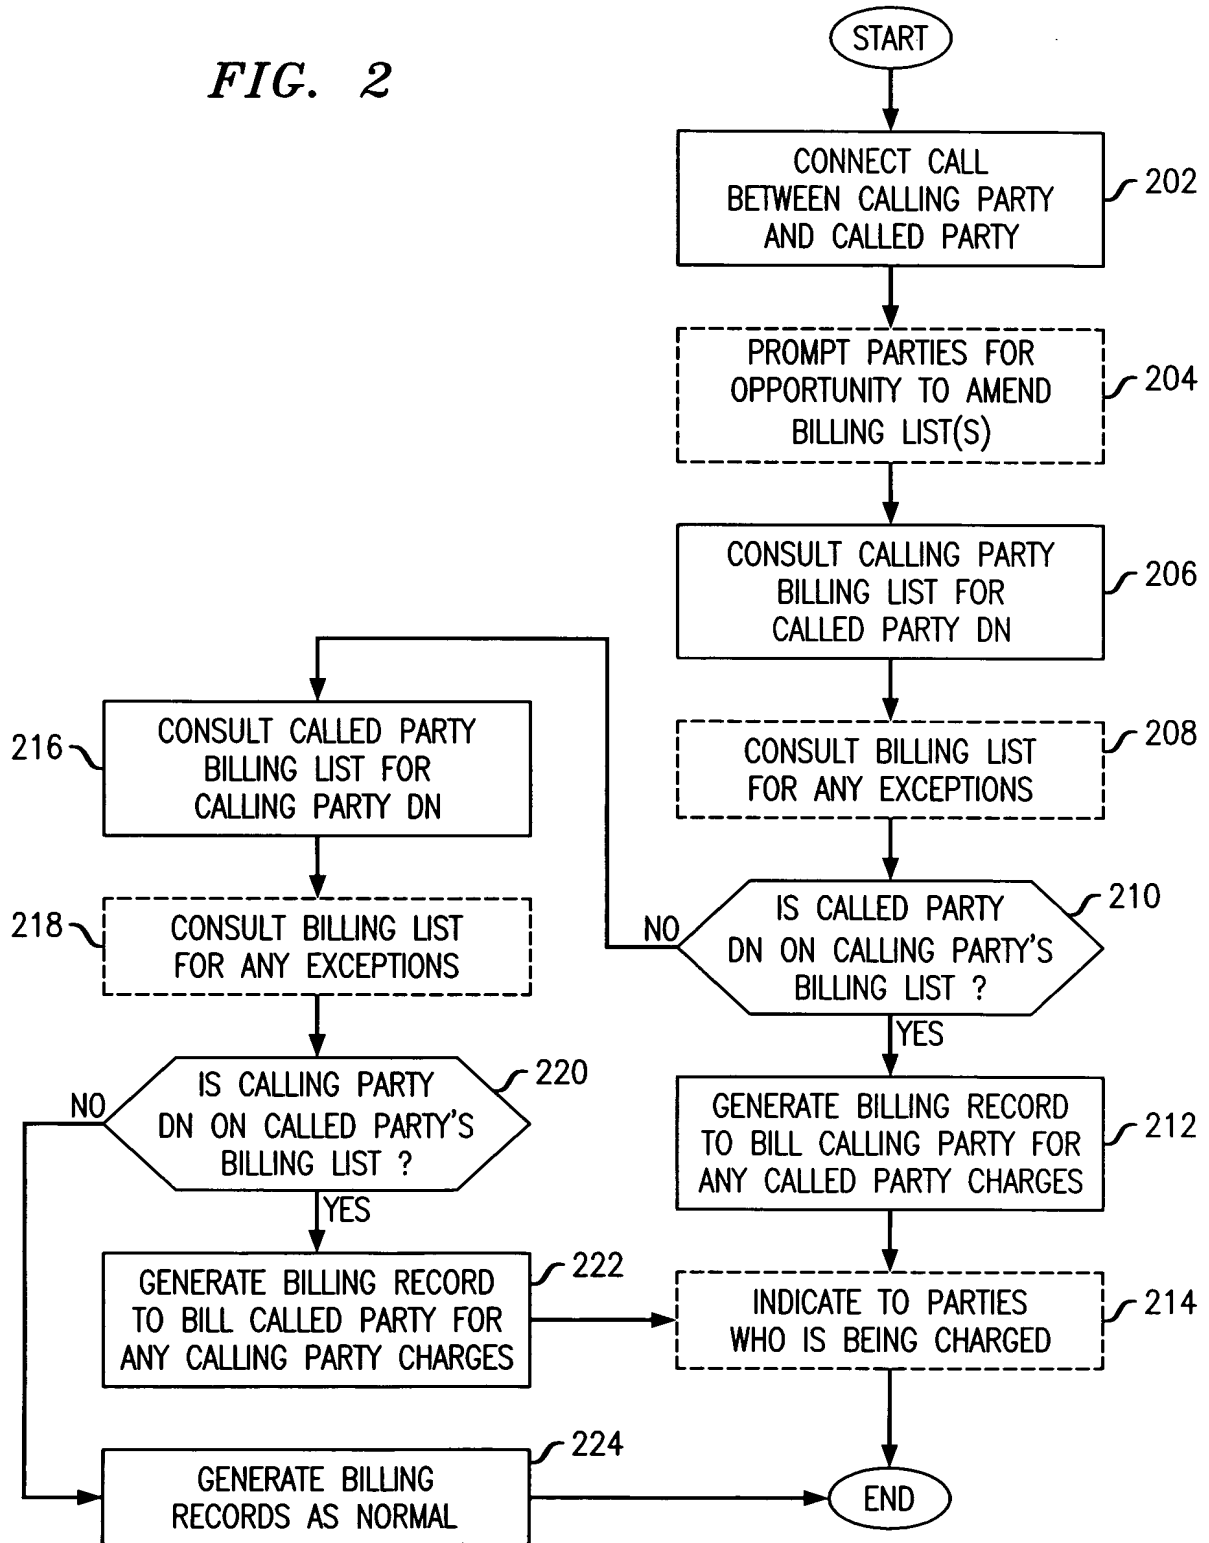 FIG. 2
START
CONNECT CALL
BETWEEN CALLING PARTY
AND CALLED PARTY
202
PROMPT PARTIES FOR
OPPORTUNITY TO AMEND
BILLING LIST(S)
204
CONSULT CALLING PARTY
BILLING LIST FOR
CALLED PARTY DN
206
CONSULT BILLING LIST
FOR ANY EXCEPTIONS
208
IS CALLED PARTY
DN ON CALLING PARTY'S
BILLING LIST ?
210
NO
YES
GENERATE BILLING RECORD
TO BILL CALLING PARTY FOR
ANY CALLED PARTY CHARGES
212
INDICATE TO PARTIES
WHO IS BEING CHARGED
214
216
CONSULT CALLED PARTY
BILLING LIST FOR
CALLING PARTY DN
218
CONSULT BILLING LIST
FOR ANY EXCEPTIONS
IS CALLING PARTY
DN ON CALLED PARTY'S
BILLING LIST ?
220
NO
YES
GENERATE BILLING RECORD
TO BILL CALLED PARTY FOR
ANY CALLING PARTY CHARGES
222
GENERATE BILLING
RECORDS AS NORMAL
224
END